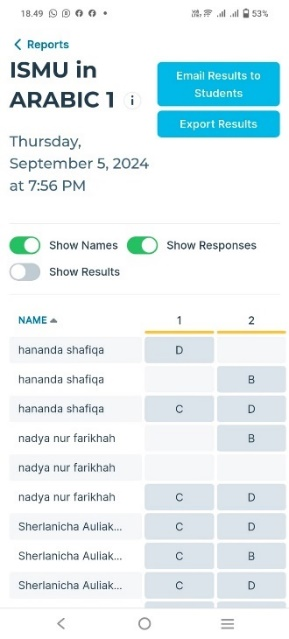 18.49 53%
Reports
ISMU in
ARABIC 1 i
Email Results to
Students
Export Results
Thursday,
September 5, 2024
at 7:56 PM
Show Names Show Responses
Show Results
NAME 1 2
hananda shafiqa D
hananda shafiqa B
hananda shafiqa C D
nadya nur farikhah B
nadya nur farikhah
nadya nur farikhah C D
Sherlanicha Auliak... C D
Sherlanicha Auliak... C B
Sherlanicha Auliak... C D